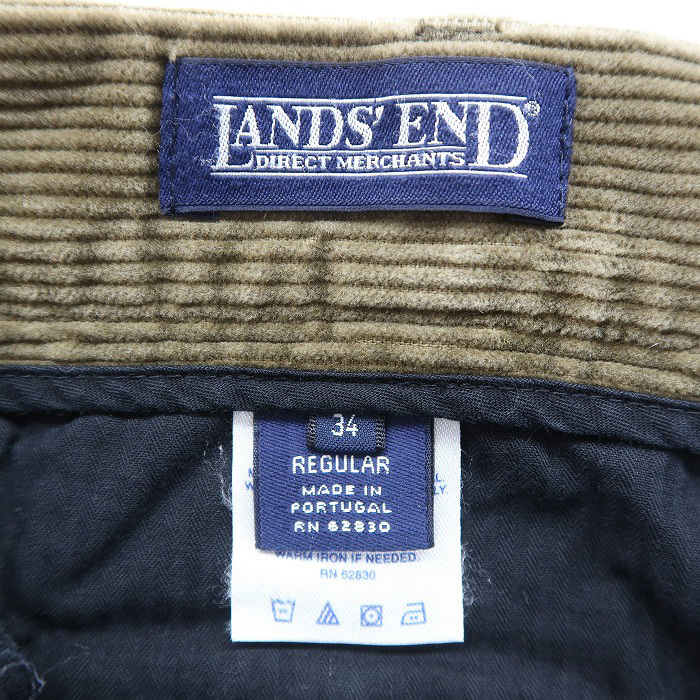 LANDS' END®
DIRECT MERCHANTS
34
REGULAR
MADE IN
PORTUGAL
RN 62830
WARM IRON IF NEEDED.
RN 62830